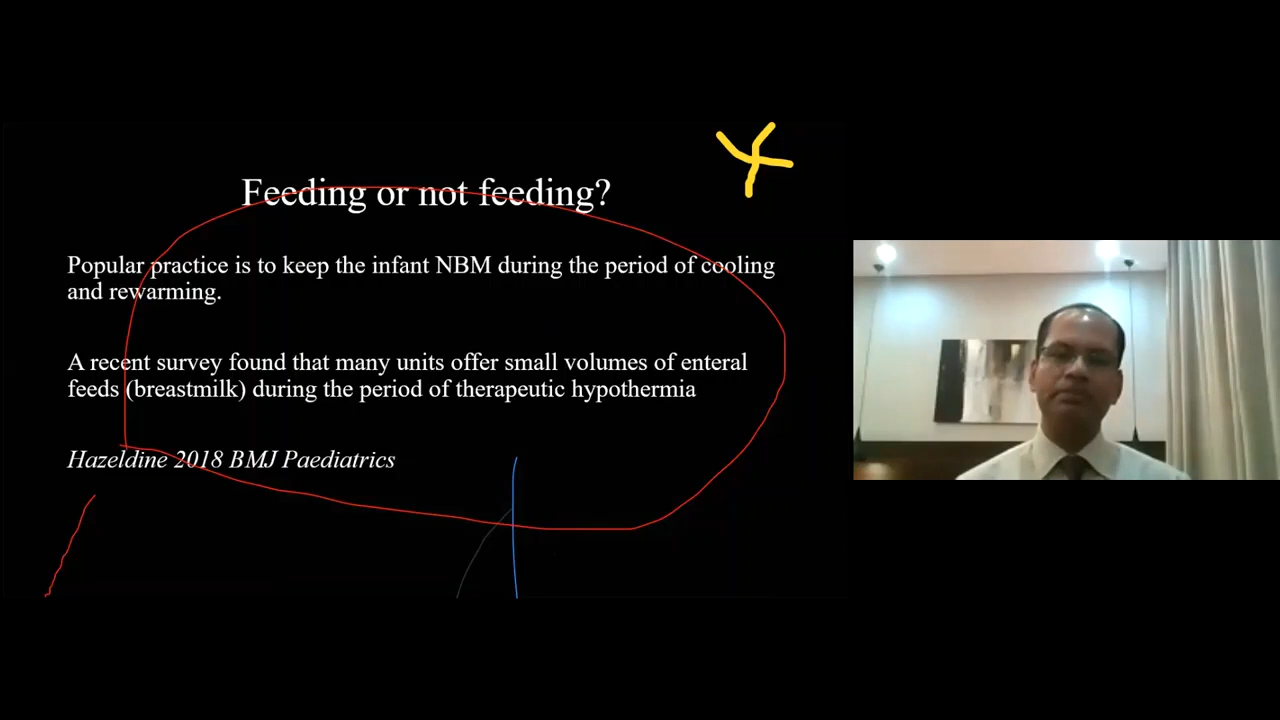 Feeding or not feeding?
Popular practice is to keep the infant NBM during the period of cooling
and rewarming.
A recent survey found that many units offer small volumes of enteral
feeds (breastmilk) during the period of therapeutic hypothermia
Hazeldine 2018 BMJ Paediatrics